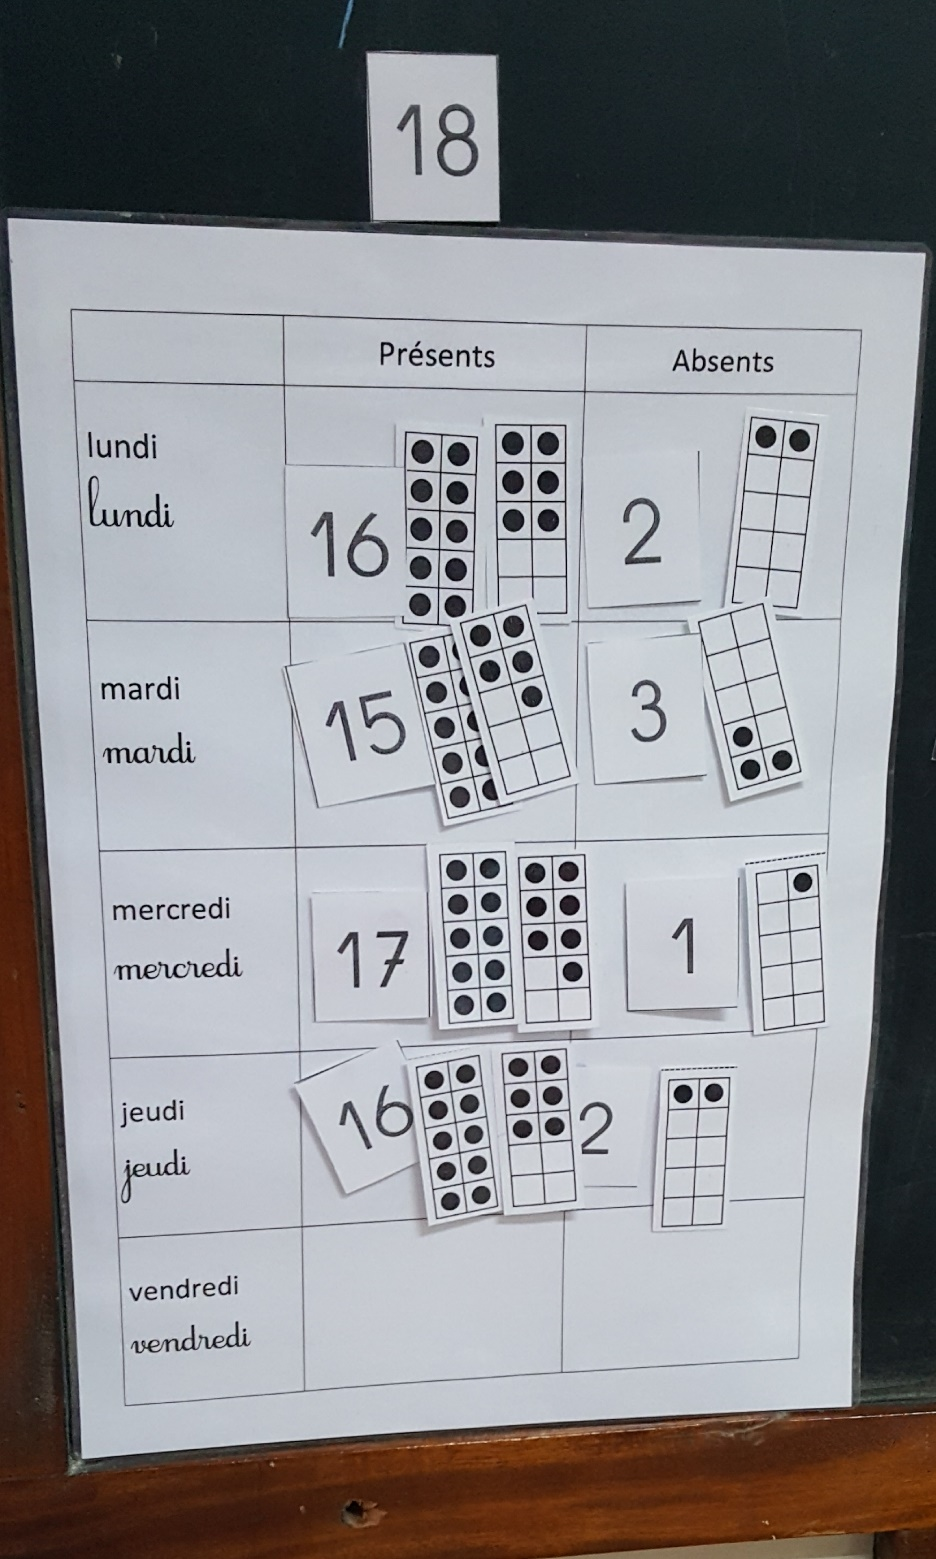 18
Présents Absents
lundi
lundi
16 2
mardi
mardi
15 3
mercredi
mercredi
17 1
jeudi
jeudi
16 2
vendredi
vendredi